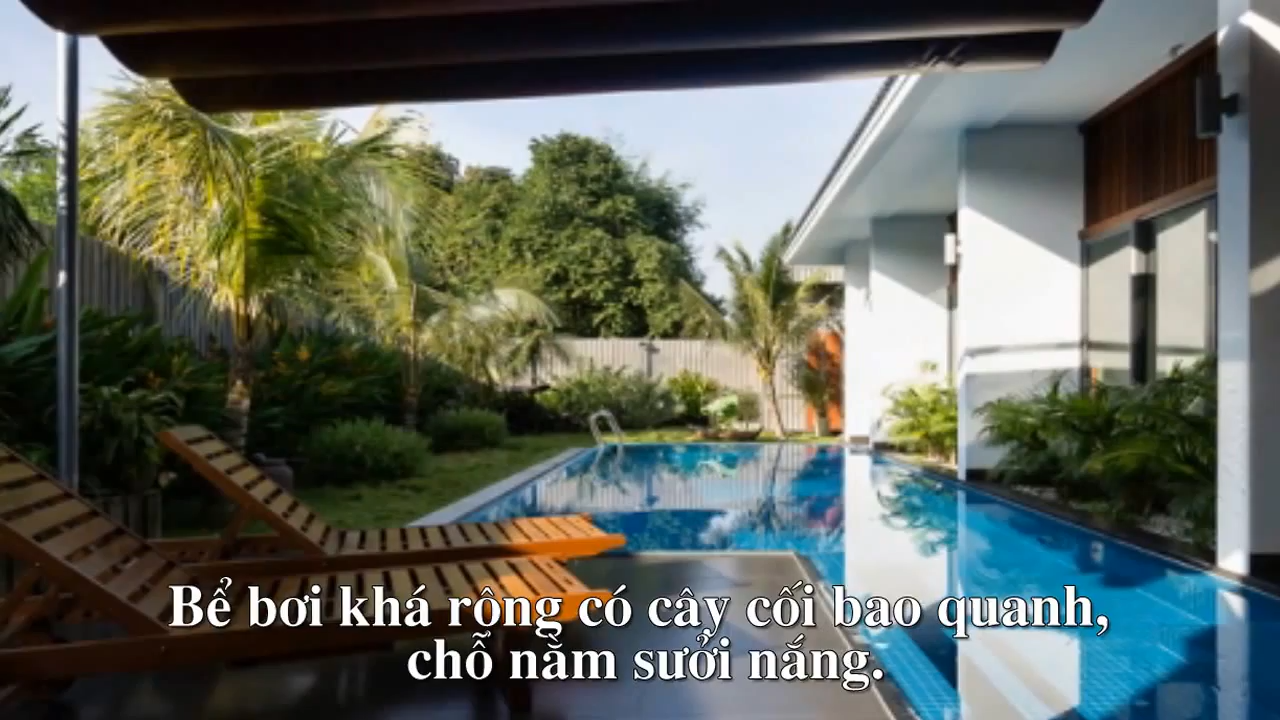 Bể bơi khá rộng có cây cối bao quanh,
chỗ nằm sưởi nắng.